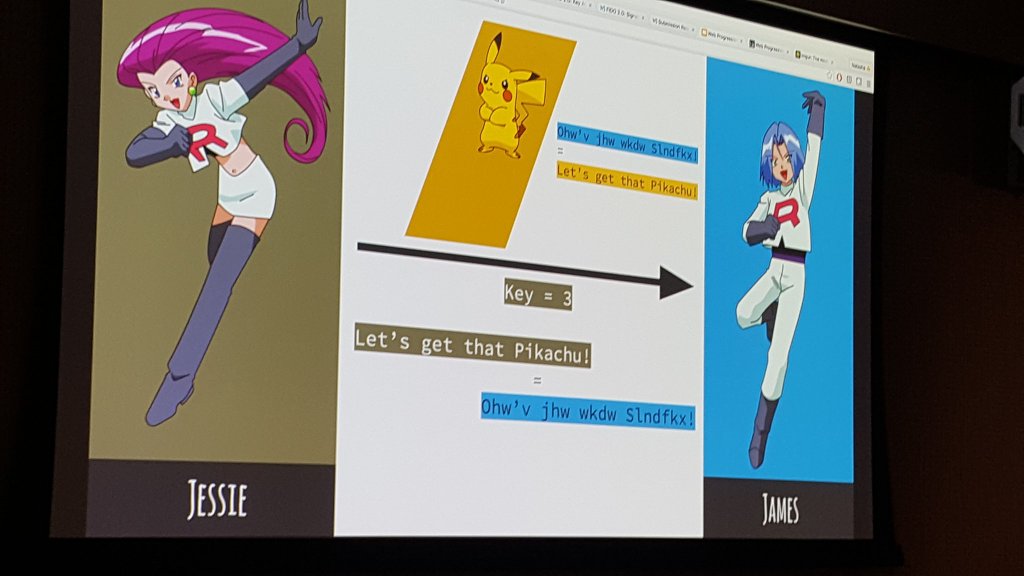 Ohw'v jhw wkdw Slndfkx!
=
Let's get that Pikachu!
Key = 3
Let's get that Pikachu!
=
Ohw'v jhw wkdw Slndfkx!
R
R
JESSIE
JAMES